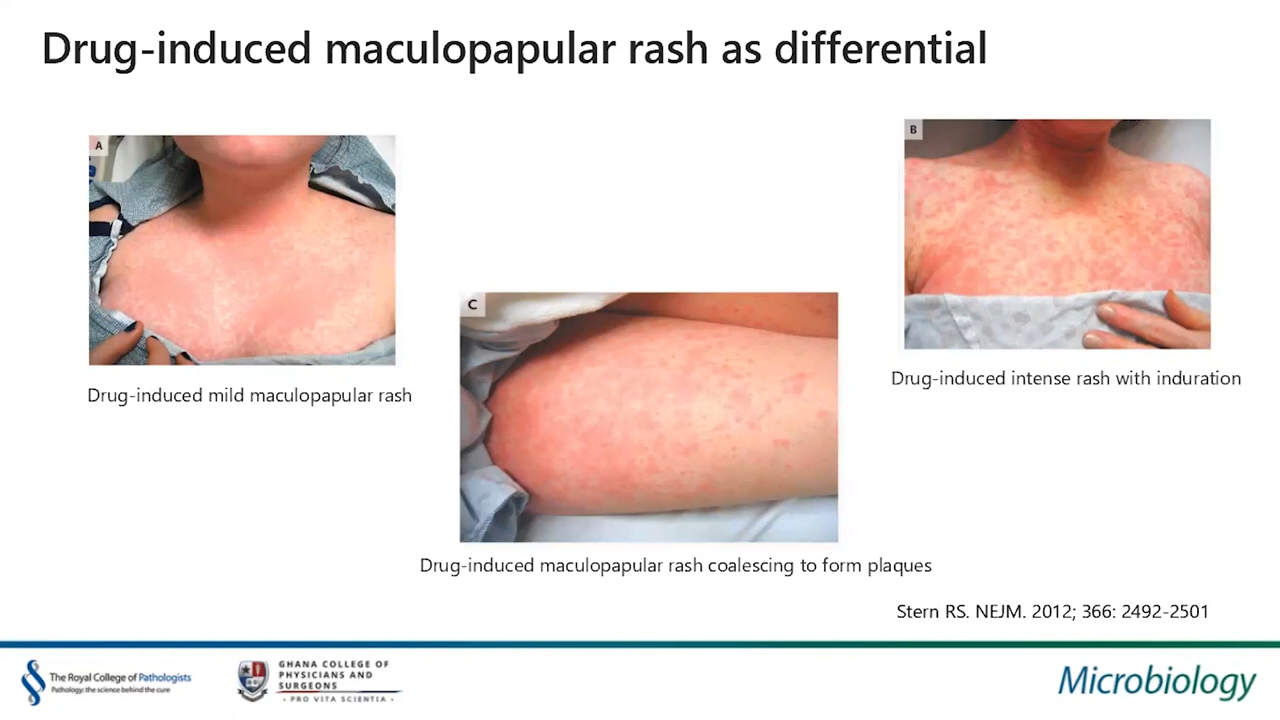 Drug-induced maculopapular rash as differential
A
Drug-induced mild maculopapular rash
B
Drug-induced intense rash with induration
C
Drug-induced maculopapular rash coalescing to form plaques
Stern RS. NEJM. 2012; 366: 2492-2501
The Royal College of Pathologists
Pathology: the science behind the cure
GHANA COLLEGE OF
PHYSICIANS AND
SURGEONS
• PRO VITA SCIENTIA •
Microbiology